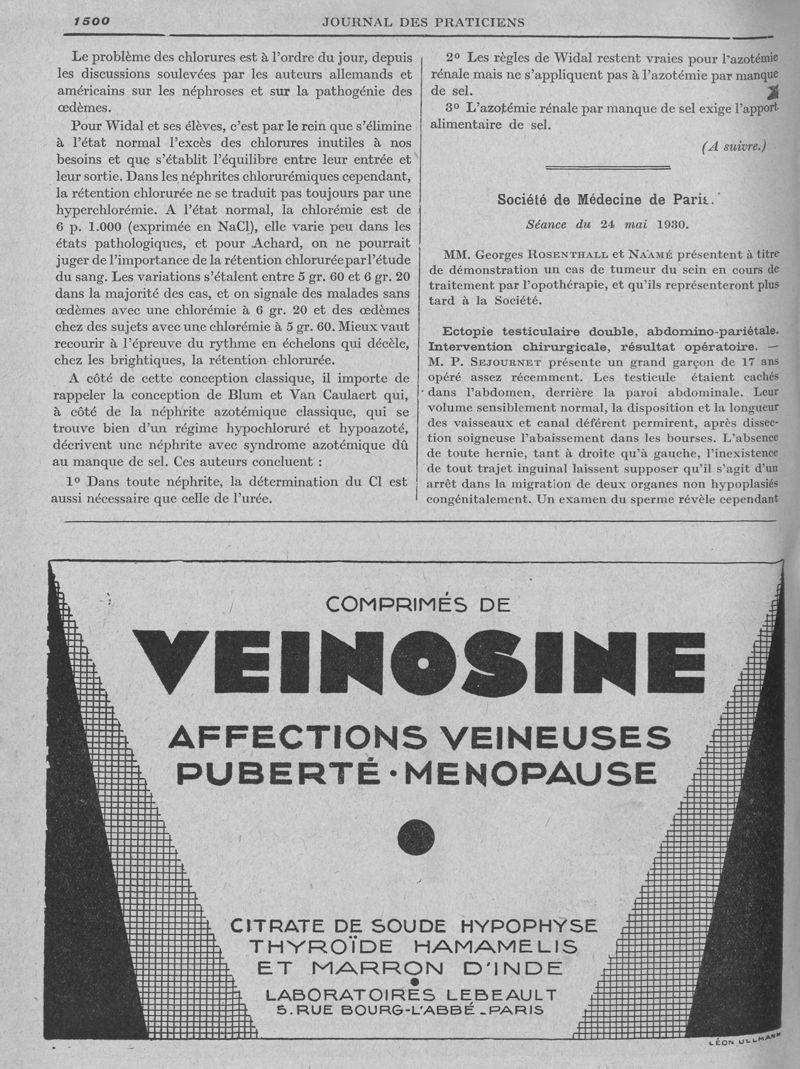 1500
JOURNAL DES PRATICIENS
Le problème des chlorures est à l'ordre du jour, depuis
les discussions soulevées par les auteurs allemands et
américains sur les néphroses et sur la pathogénie des
œdèmes.
Pour Widal et ses élèves, c'est par le rein que s'élimine
à l'état normal l'excès des chlorures inutiles à nos
besoins et que s'établit l'équilibre entre leur entrée et
leur sortie. Dans les néphrites chlorurémiques cependant,
la rétention chlorurée ne se traduit pas toujours par une
hyperchlorémie. A l'état normal, la chlorémie est de
6 p. 1.000 (exprimée en NaCl), elle varie peu dans les
états pathologiques, et pour Achard, on ne pourrait
juger de l'importance de la rétention chlorurée par l'étude
du sang. Les variations s'étalent entre 5 gr. 60 et 6 gr. 20
dans la majorité des cas, et on signale des malades sans
œdèmes avec une chlorémie à 6 gr. 20 et des œdèmes
chez des sujets avec une chlorémie à 5 gr. 60. Mieux vaut
recourir à l'épreuve du rythme en échelons qui décèle,
chez les brightiques, la rétention chlorurée.
A côté de cette conception classique, il importe de
rappeler la conception de Blum et Van Caulaert qui,
à côté de la néphrite azotémique classique, qui se
trouve bien d'un régime hypochloruré et hypoazoté,
décrivent une néphrite avec syndrome azotémique dû
au manque de sel. Ces auteurs concluent :
1º Dans toute néphrite, la détermination du Cl est
aussi nécessaire que celle de l'urée.
2º Les règles de Widal restent vraies pour l'azotémie
rénale mais ne s'appliquent pas à l'azotémie par manque
de sel.
3º L'azotémie rénale par manque de sel exige l'apport
alimentaire de sel.
(A suivre.)
Société de Médecine de Paris.
Séance du 24 mai 1930.
MM. Georges ROSENTHALL et NAAMÉ présentent à titre
de démonstration un cas de tumeur du sein en cours de
traitement par l'opothérapie, et qu'ils représenteront plus
tard à la Société.
Ectopie testiculaire double, abdomino-pariétale.
Intervention chirurgicale, résultat opératoire. —
M. P. SEJOURNET présente un grand garçon de 17 ans
opéré assez récemment. Les testicule étaient cachés
dans l'abdomen, derrière la paroi abdominale. Leur
volume sensiblement normal, la disposition et la longueur
des vaisseaux et canal déférent permirent, après dissec-
tion soigneuse l'abaissement dans les bourses. L'absence
de toute hernie, tant à droite qu'à gauche, l'inexistence
de tout trajet inguinal laissent supposer qu'il s'agit d'un
arrêt dans la migration de deux organes non hypoplasiés
congénitalement. Un examen du sperme révèle cependant
COMPRIMÉS DE
VEINOSINE
AFFECTIONS VEINEUSES
PUBERTÉ • MENOPAUSE
CITRATE DE SOUDE HYPOPHYSE
THYROÏDE HAMAMELIS
ET MARRON D'INDE
LABORATOIRES LEBEAULT
5. RUE BOURG-L'ABBÉ _ PARIS
LÉON ULLMANN